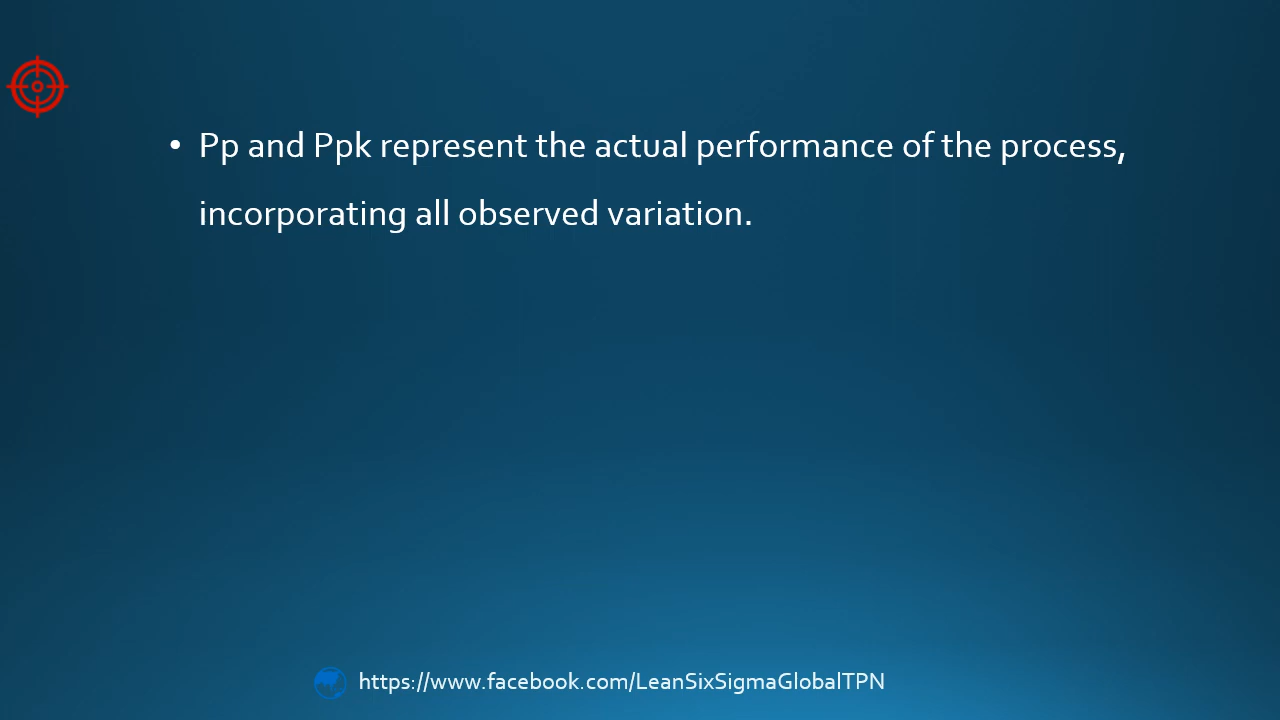 • Pp and Ppk represent the actual performance of the process,
incorporating all observed variation.
https://www.facebook.com/LeanSixSigmaGlobalTPN